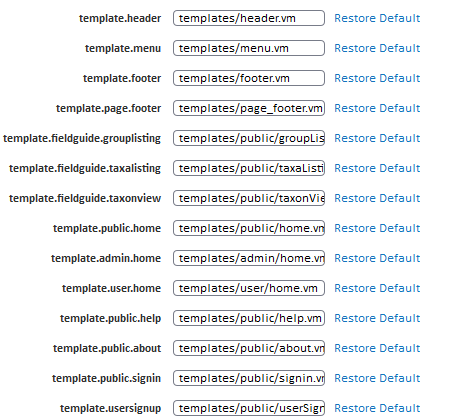 template.header templates/header.vm Restore Default
template.menu templates/menu.vm Restore Default
template.footer templates/footer.vm Restore Default
template.page.footer templates/page_footer.vm Restore Default
template.fieldguide.grouplisting templates/public/groupLis Restore Default
template.fieldguide.taxalisting templates/public/taxaListi Restore Default
template.fieldguide.taxonview templates/public/taxonVie Restore Default
template.public.home templates/public/home.vm Restore Default
template.admin.home templates/admin/home.vm Restore Default
template.user.home templates/user/home.vm Restore Default
template.public.help templates/public/help.vm Restore Default
template.public.about templates/public/about.vm Restore Default
template.public.signin templates/public/signin.vm Restore Default
template.usersignup templates/public/userSign Restore Default